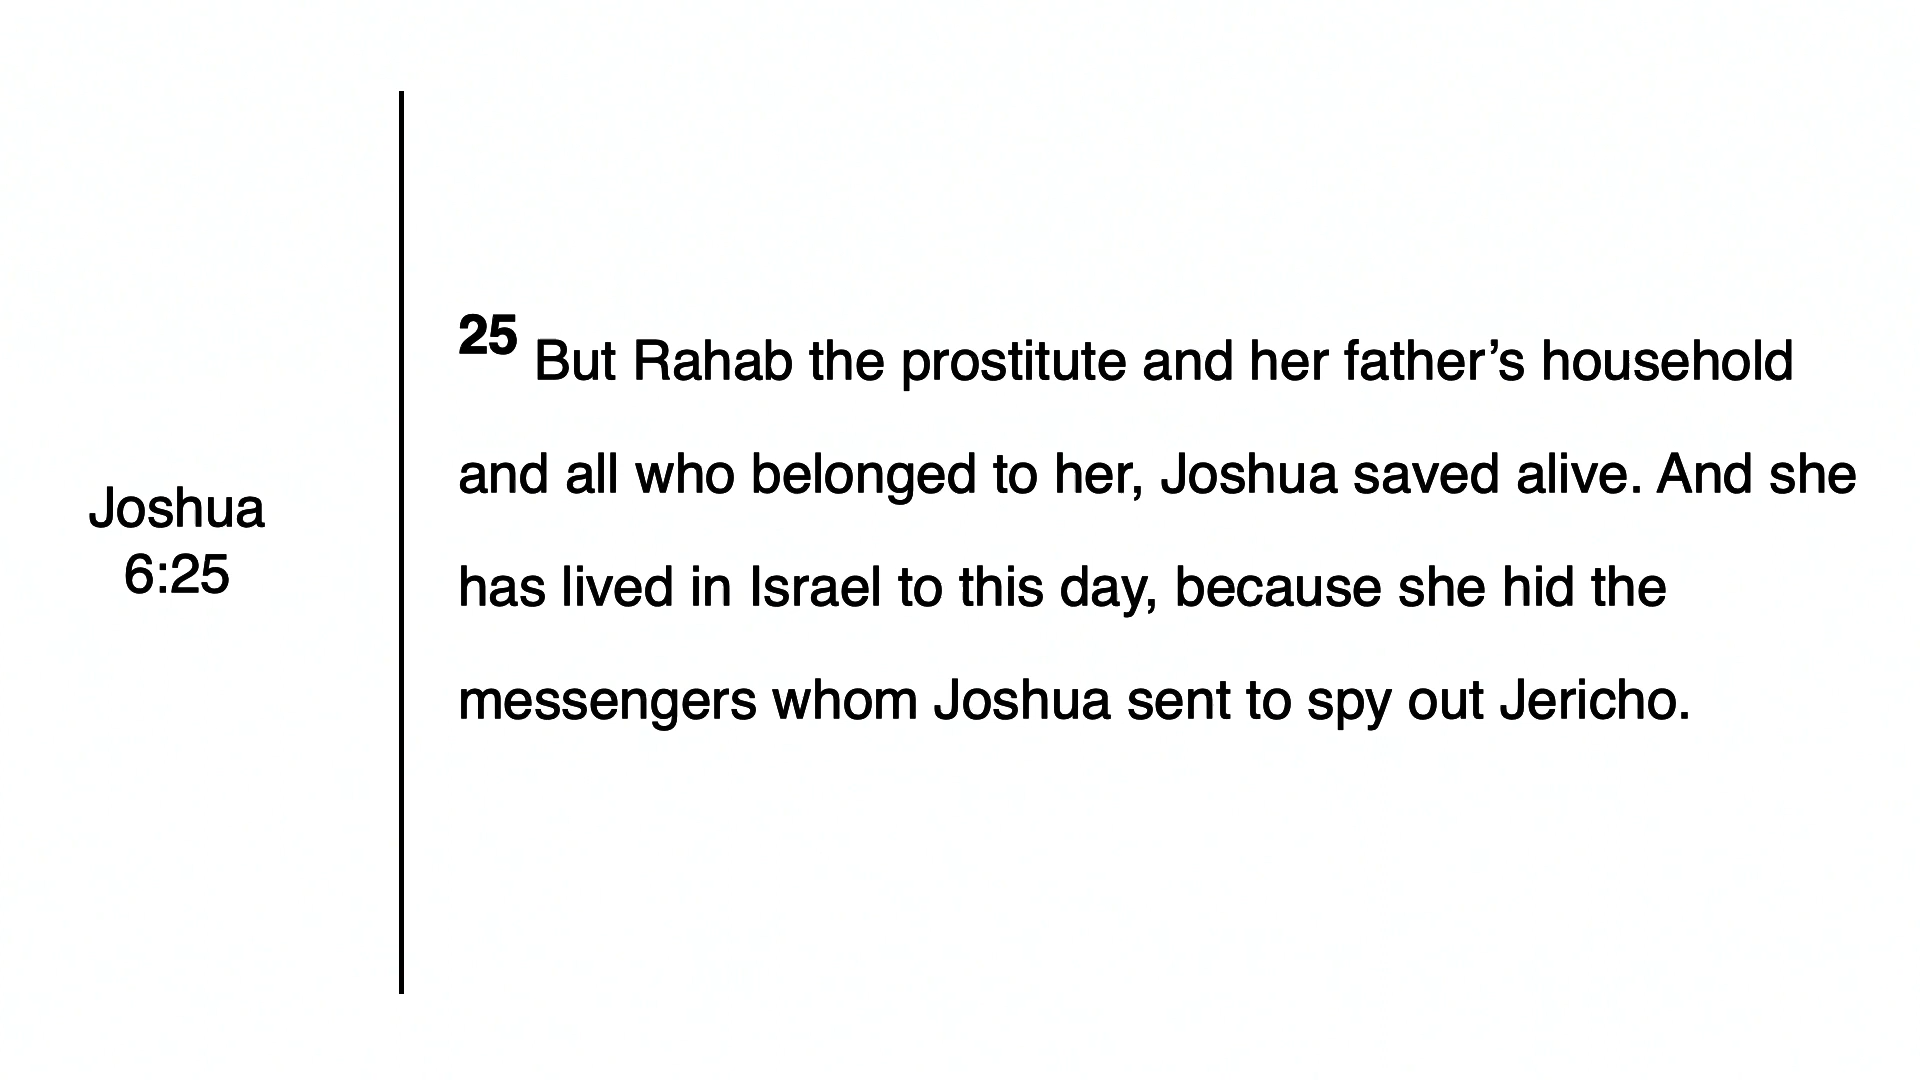 Joshua
6:25
25 But Rahab the prostitute and her father’s household
and all who belonged to her, Joshua saved alive. And she
has lived in Israel to this day, because she hid the
messengers whom Joshua sent to spy out Jericho.